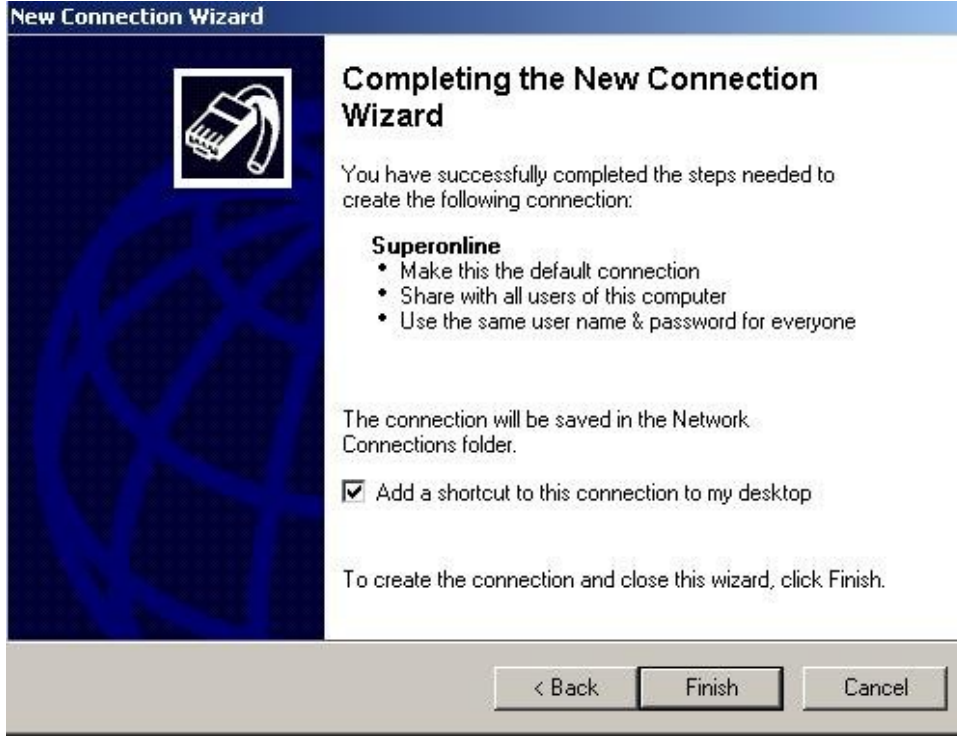 New Connection Wizard
Completing the New Connection
Wizard
You have successfully completed the steps needed to
create the following connection:
Superonline
• Make this the default connection
• Share with all users of this computer
• Use the same user name & password for everyone
The connection will be saved in the Network
Connections folder.
Add a shortcut to this connection to my desktop
To create the connection and close this wizard, click Finish.
< Back Finish Cancel